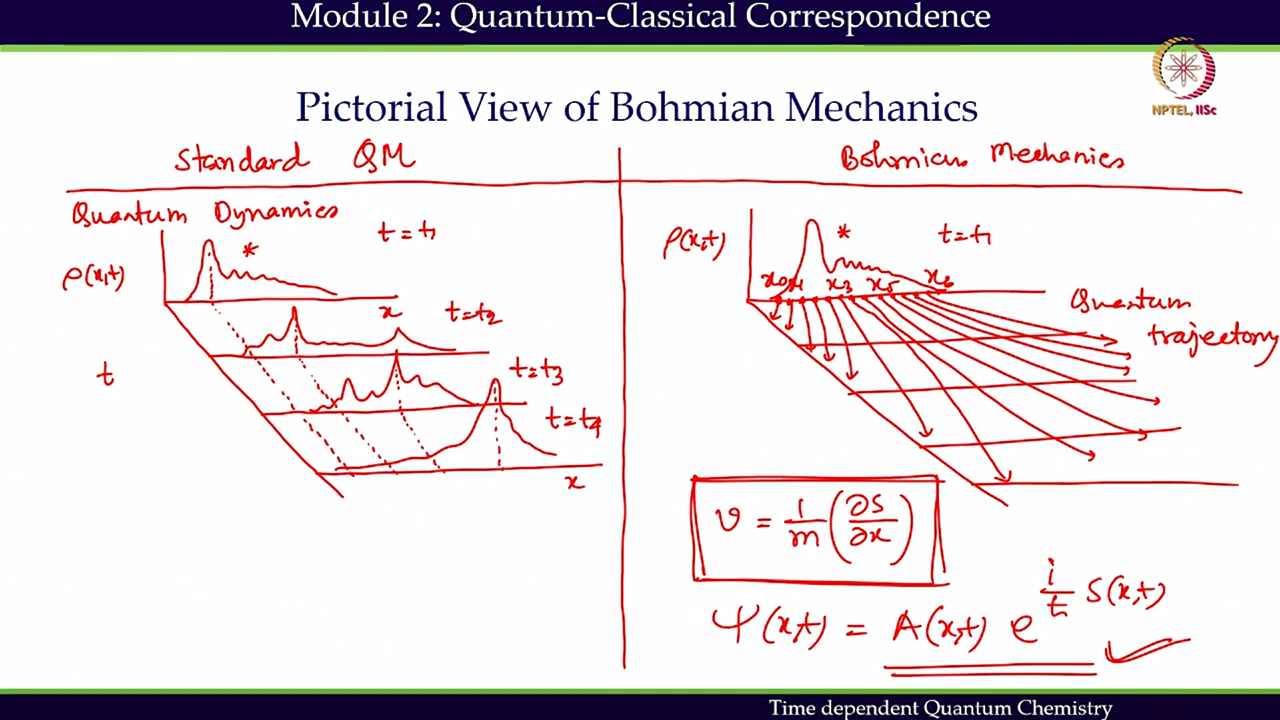 Module 2: Quantum-Classical Correspondence
NPTEL, IISc
Pictorial View of Bohmian Mechanics
Standard QM
Quantum Dynamics
t = t₁
ρ(x,t)
*
x
t=t₂
t
t=t₃
t=t₄
x
Bohmian Mechanics
ρ(x,t)
*
t=t₁
x₃ x₅ x₆
Quantum
trajectory
v = 1/m (∂S/∂x)
Ψ(x,t) = A(x,t) e^{i/ħ S(x,t)}
Time dependent Quantum Chemistry